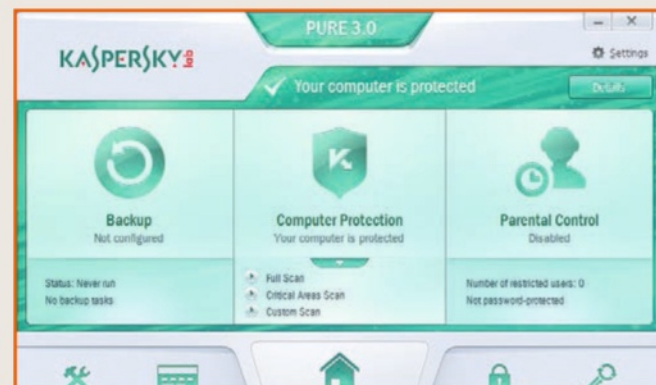 PURE 3.0
KASPERSKY lab
Settings
Your computer is protected
Details
Backup
Not configured
Computer Protection
Your computer is protected
Parental Control
Disabled
Status: Never run
No backup tasks
Full Scan
Critical Areas Scan
Custom Scan
Number of restricted users: 0
Not password-protected